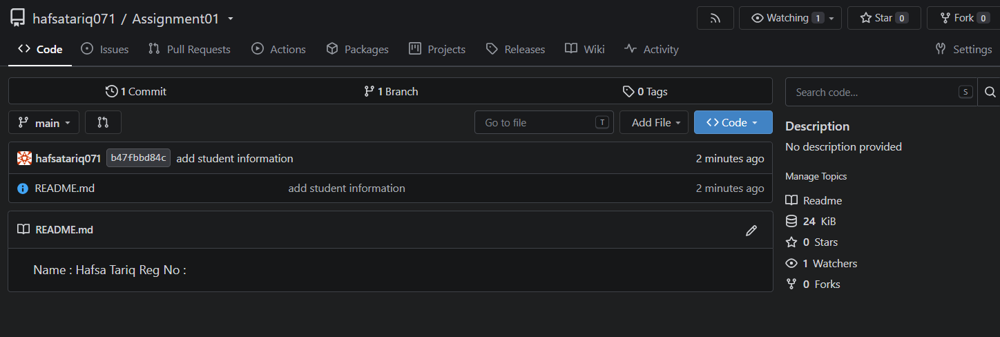 hafsatariq071 / Assignment01
Watching 1
Star 0
Fork 0
Code
Issues
Pull Requests
Actions
Packages
Projects
Releases
Wiki
Activity
Settings
1 Commit
1 Branch
0 Tags
Search code...
S
main
Go to file
T
Add File
Code
Description
No description provided
hafsatariq071 b47fbbd84c add student information 2 minutes ago
README.md add student information 2 minutes ago
Manage Topics
Readme
24 KiB
0 Stars
1 Watchers
0 Forks
README.md
Name : Hafsa Tariq Reg No :